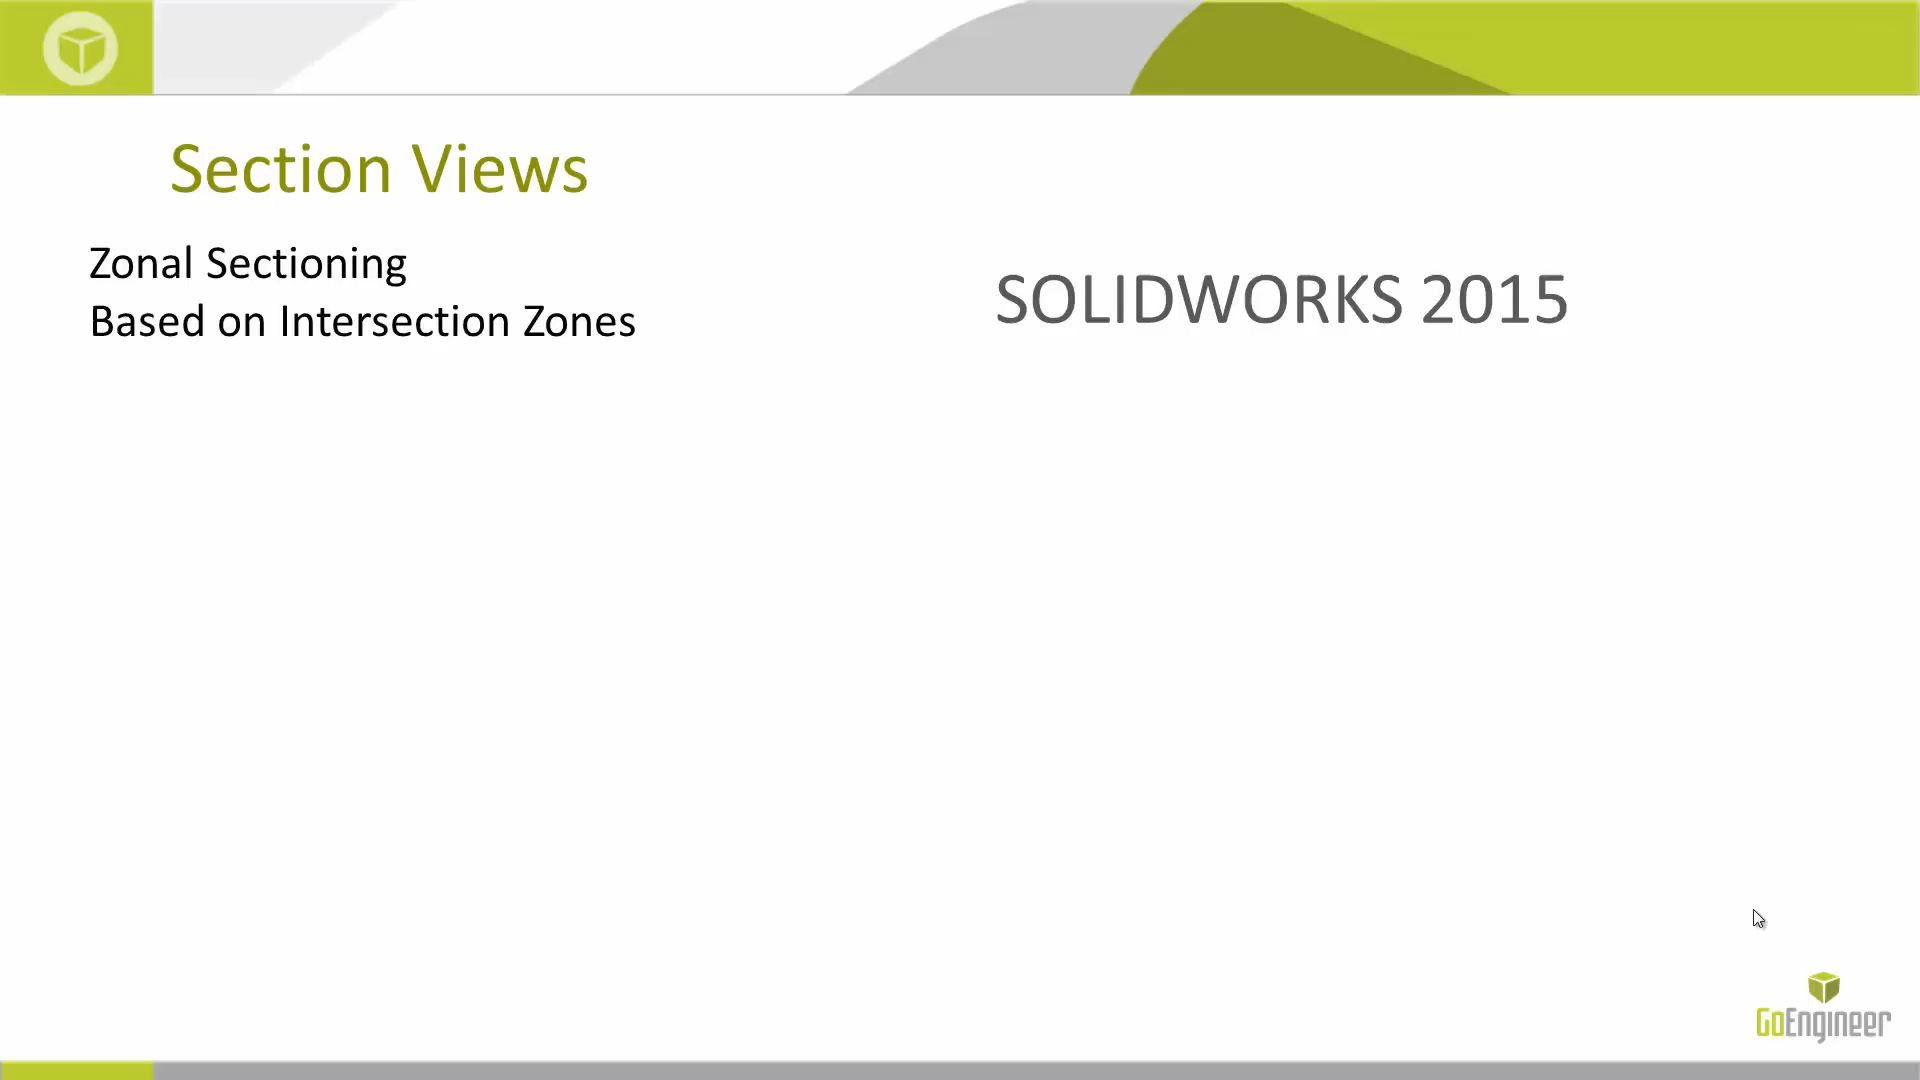 Section Views
Zonal Sectioning
Based on Intersection Zones
SOLIDWORKS 2015
GoEngineer